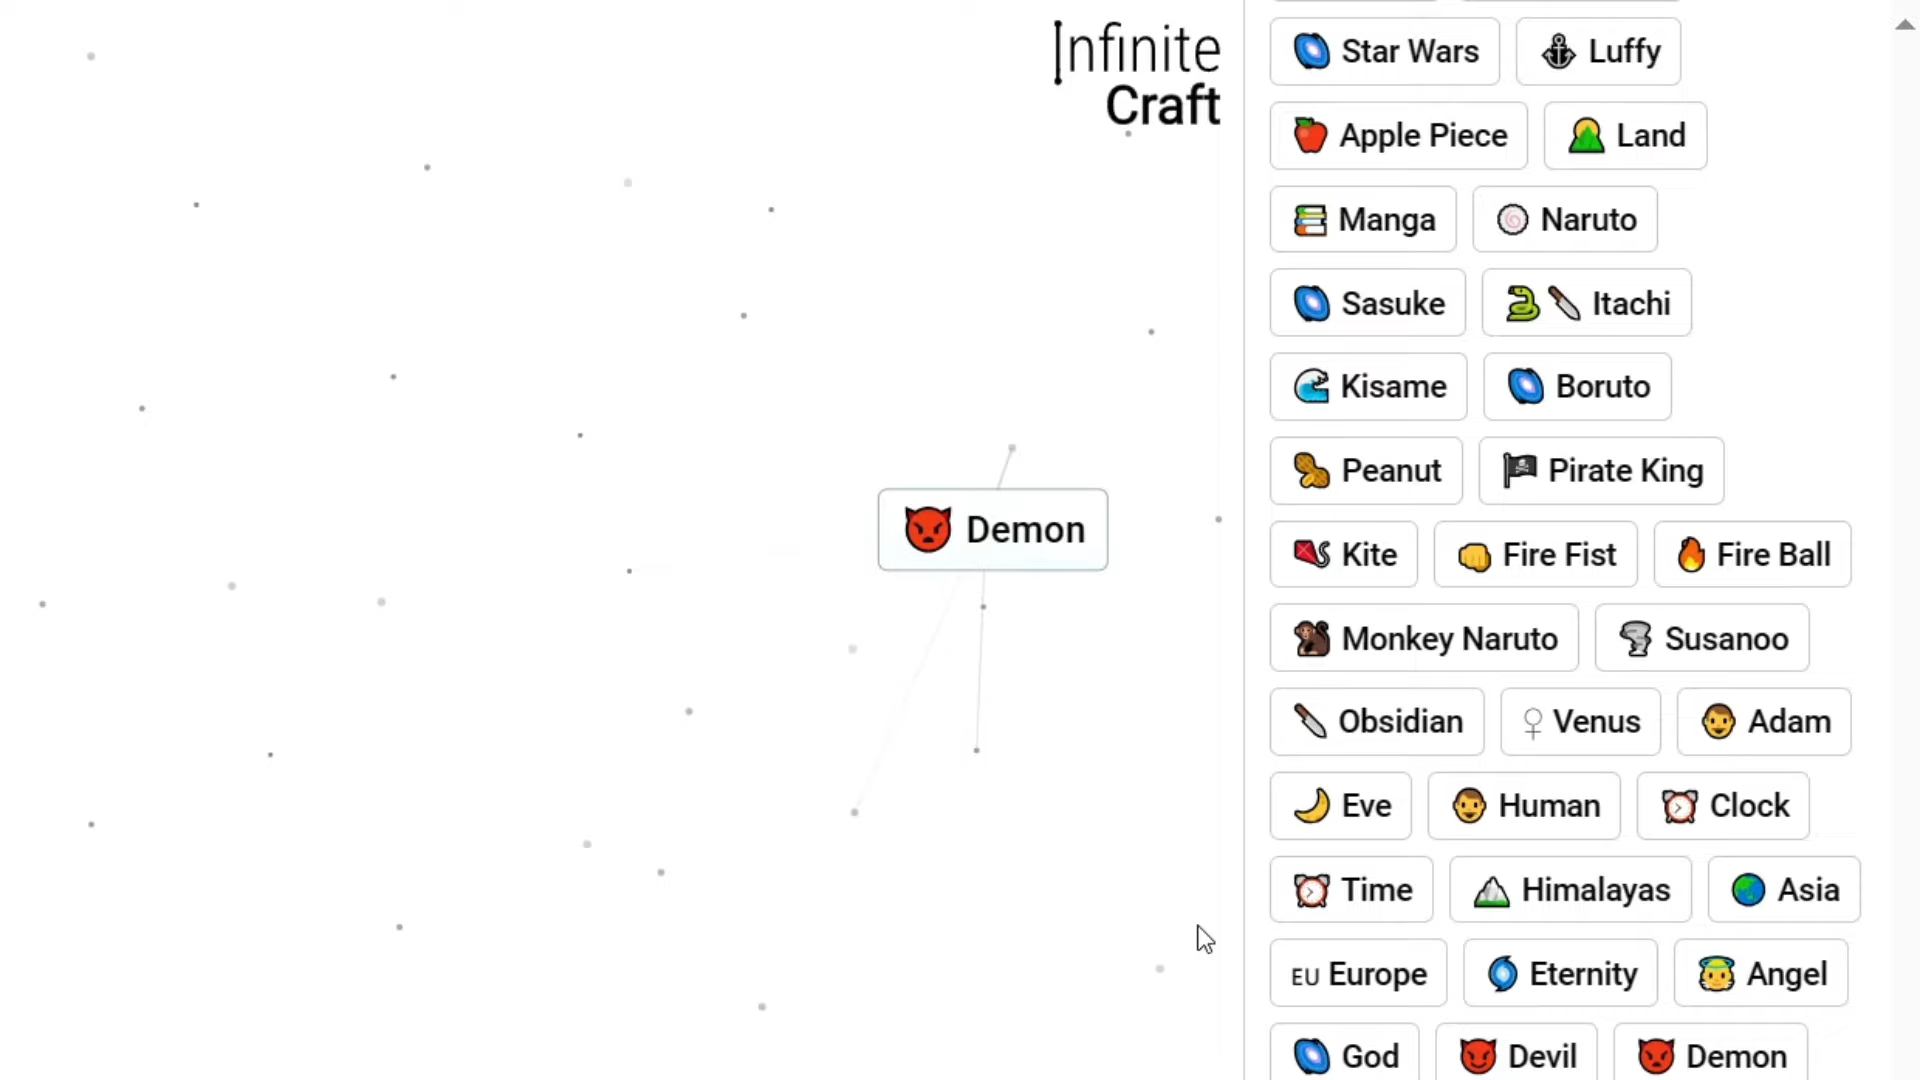 Infinite
Craft
Demon
Star Wars Luffy
Apple Piece Land
Manga Naruto
Sasuke Itachi
Kisame Boruto
Peanut Pirate King
Kite Fire Fist Fire Ball
Monkey Naruto Susanoo
Obsidian Venus Adam
Eve Human Clock
Time Himalayas Asia
EU Europe Eternity Angel
God Devil Demon